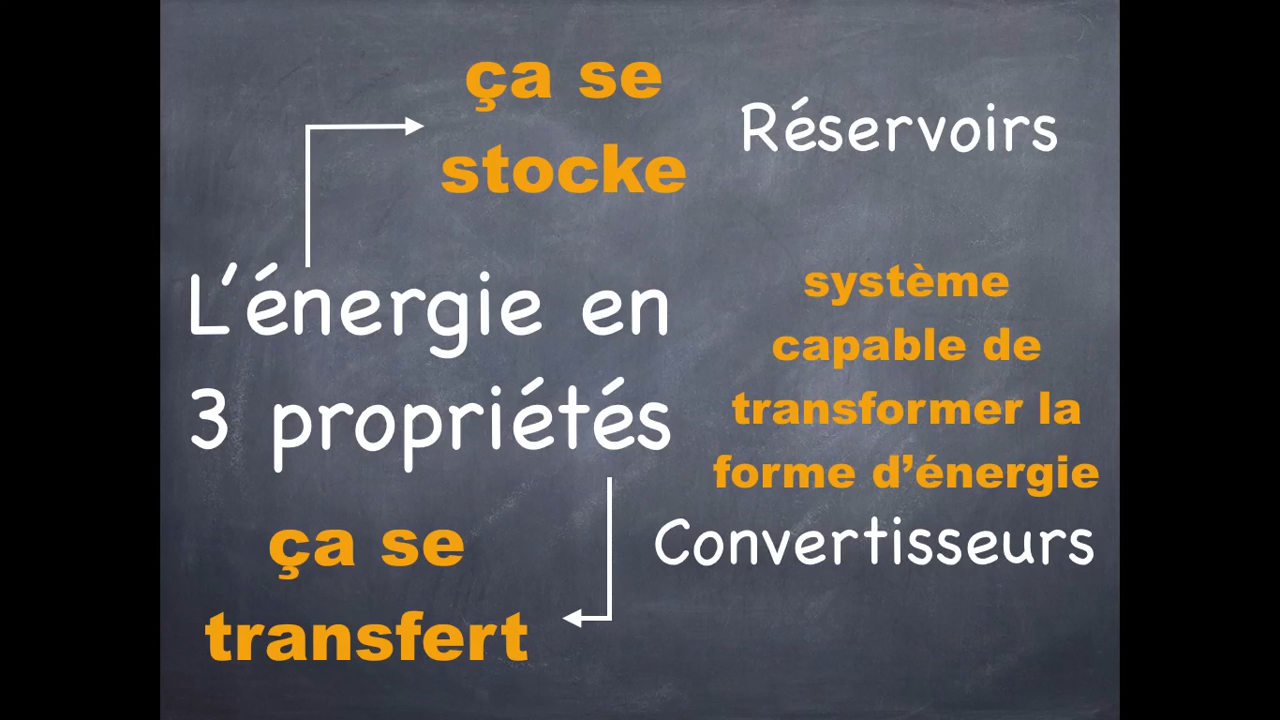 ça se
stocke
Réservoirs
L'énergie en
3 propriétés
système
capable de
transformer la
forme d'énergie
Convertisseurs
ça se
transfert